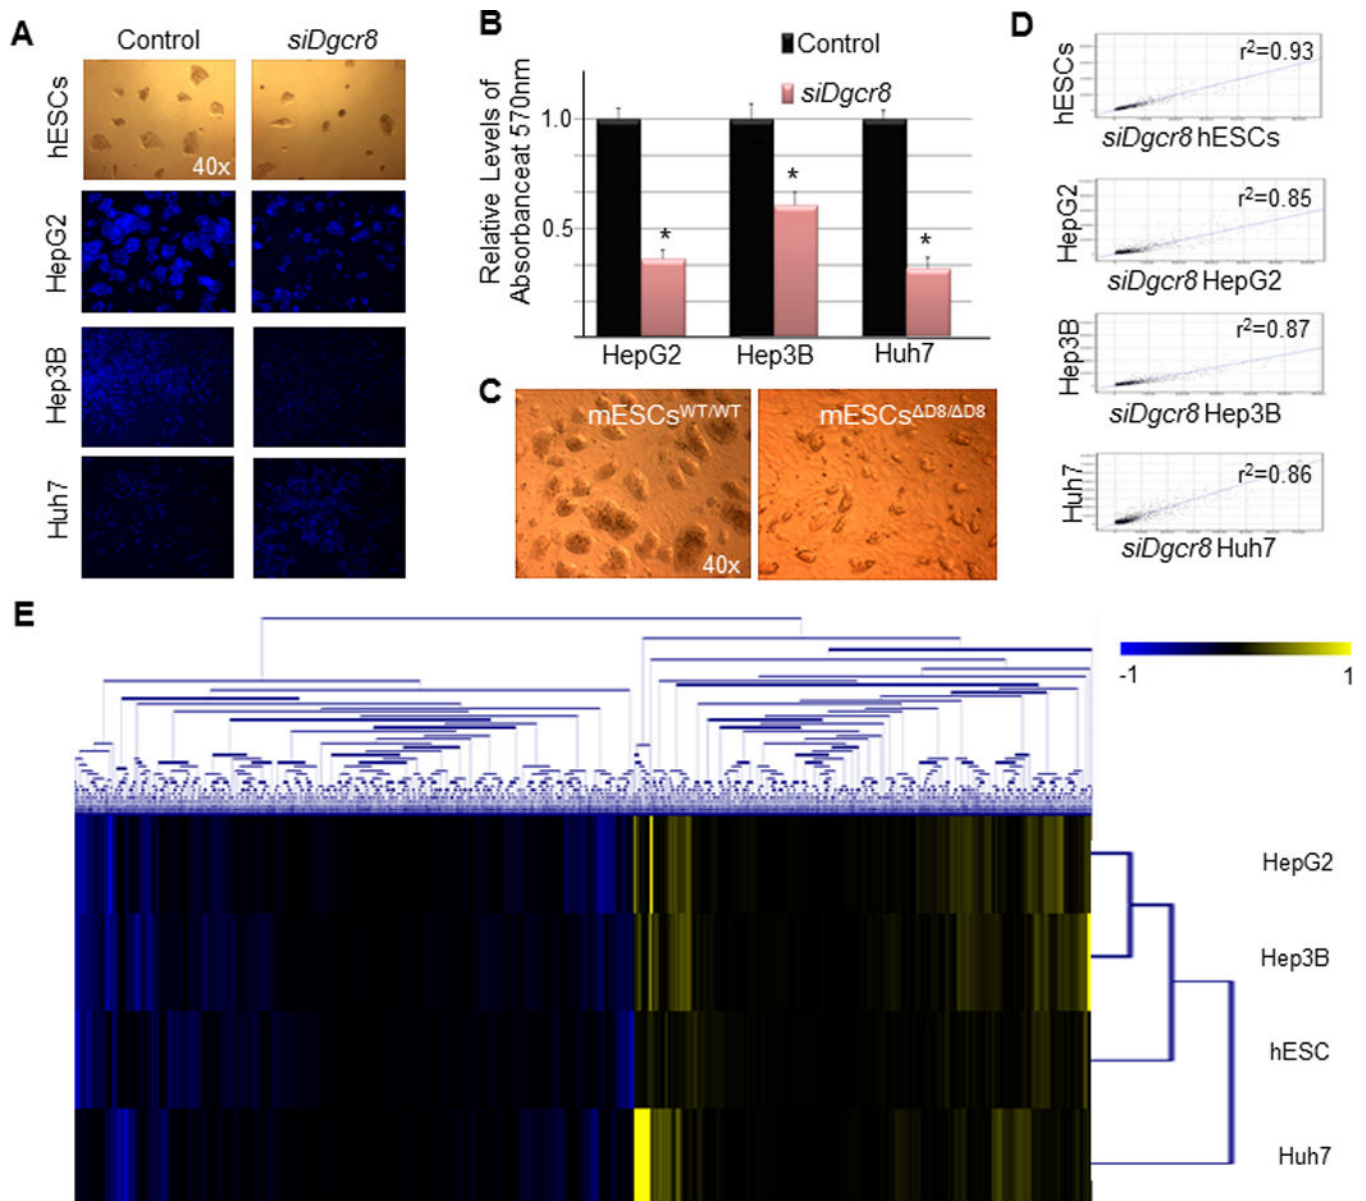 A
Control
siDgcr8
hESCs
40x
HepG2
Hep3B
Huh7
B
Control
siDgcr8
Relative Levels of
Absorbanceat 570nm
1.0
0.5
*
*
*
HepG2
Hep3B
Huh7
C
mESCsWT/WT
40x
mESCsΔD8/ΔD8
D
hESCs
r²=0.93
siDgcr8 hESCs
HepG2
r²=0.85
siDgcr8 HepG2
Hep3B
r²=0.87
siDgcr8 Hep3B
Huh7
r²=0.86
siDgcr8 Huh7
E
-1
1
HepG2
Hep3B
hESC
Huh7